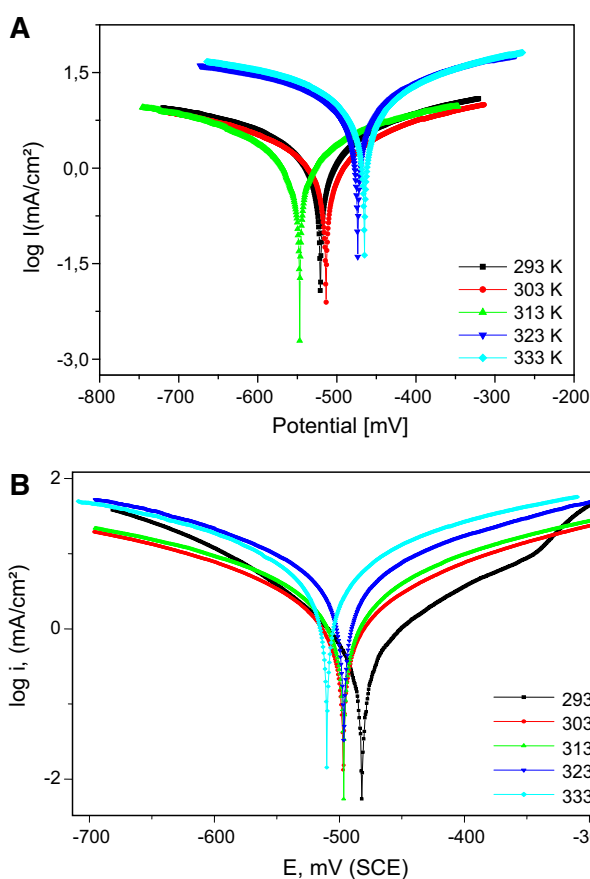 A
log I(mA/cm²)
1,5
0,0
-1,5
-3,0
293 K
303 K
313 K
323 K
333 K
-800 -700 -600 -500 -400 -300 -200
Potential [mV]
B
log i, (mA/cm²)
2
0
-2
293
303
313
323
333
-700 -600 -500 -400
E, mV (SCE)